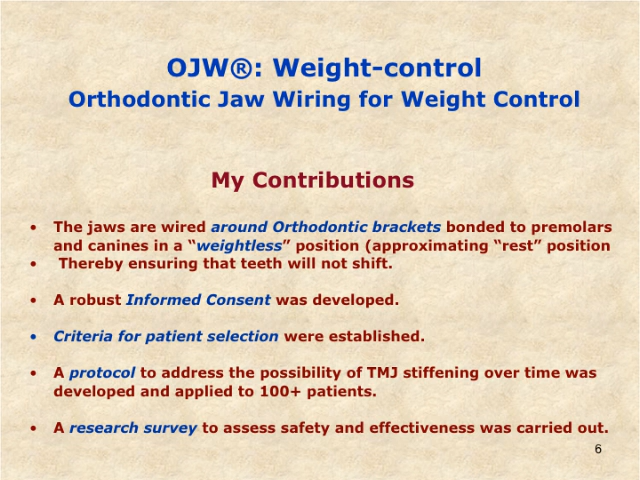 OJW®: Weight-control
Orthodontic Jaw Wiring for Weight Control
My Contributions
• The jaws are wired around Orthodontic brackets bonded to premolars
and canines in a “weightless” position (approximating “rest” position
• Thereby ensuring that teeth will not shift.
• A robust Informed Consent was developed.
• Criteria for patient selection were established.
• A protocol to address the possibility of TMJ stiffening over time was
developed and applied to 100+ patients.
• A research survey to assess safety and effectiveness was carried out.
6